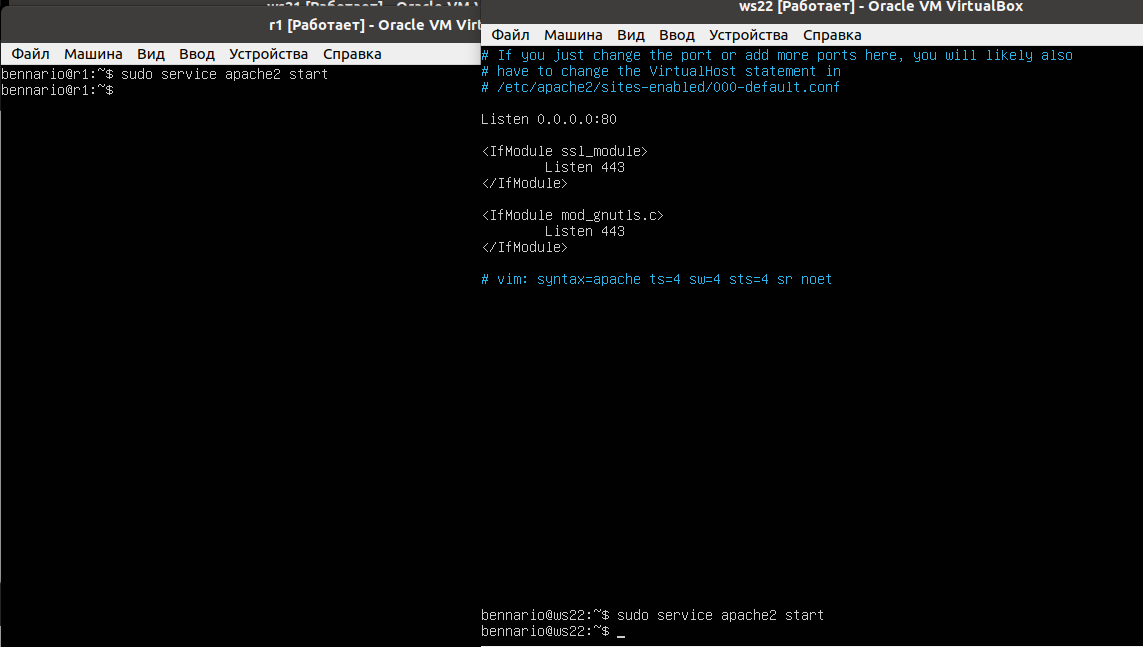 r1 [Работает] - Oracle VM Virt
Файл Машина Вид Ввод Устройства Справка
bennario@r1:~$ sudo service apache2 start
bennario@r1:~$
ws22 [Работает] - Oracle VM VirtualBox
Файл Машина Вид Ввод Устройства Справка
# If you just change the port or add more ports here, you will likely also
# have to change the VirtualHost statement in
# /etc/apache2/sites-enabled/000-default.conf
Listen 0.0.0.0:80
<IfModule ssl_module>
Listen 443
</IfModule>
<IfModule mod_gnutls.c>
Listen 443
</IfModule>
# vim: syntax=apache ts=4 sw=4 sts=4 sr noet
bennario@ws22:~$ sudo service apache2 start
bennario@ws22:~$ _